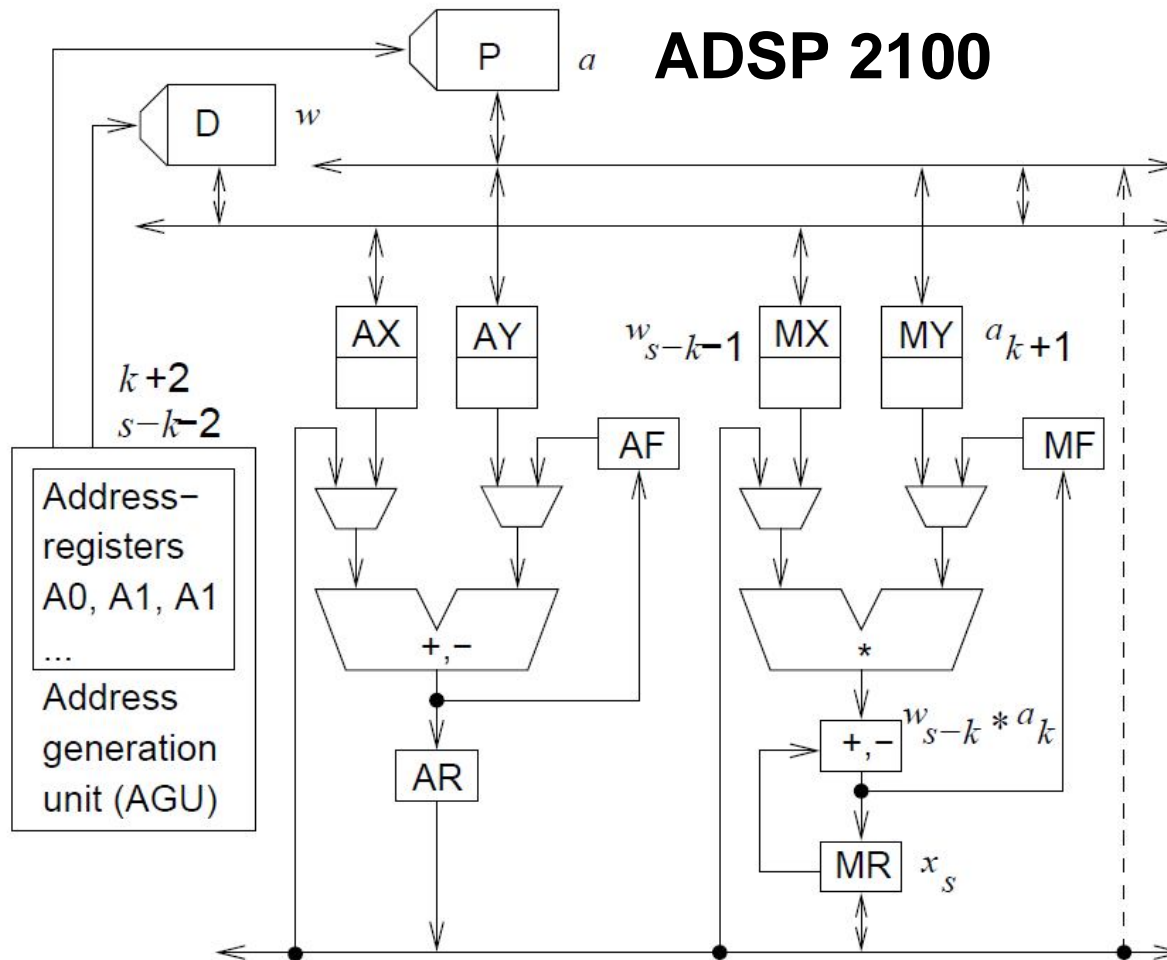 ADSP 2100
P a
D w
AX AY
w s−k−1 MX MY a k+1
k+2
s−k−2
AF MF
Address−
registers
A0, A1, A1
...
Address
generation
unit (AGU)
+,− *
+,− w s−k * a k
AR
MR x s